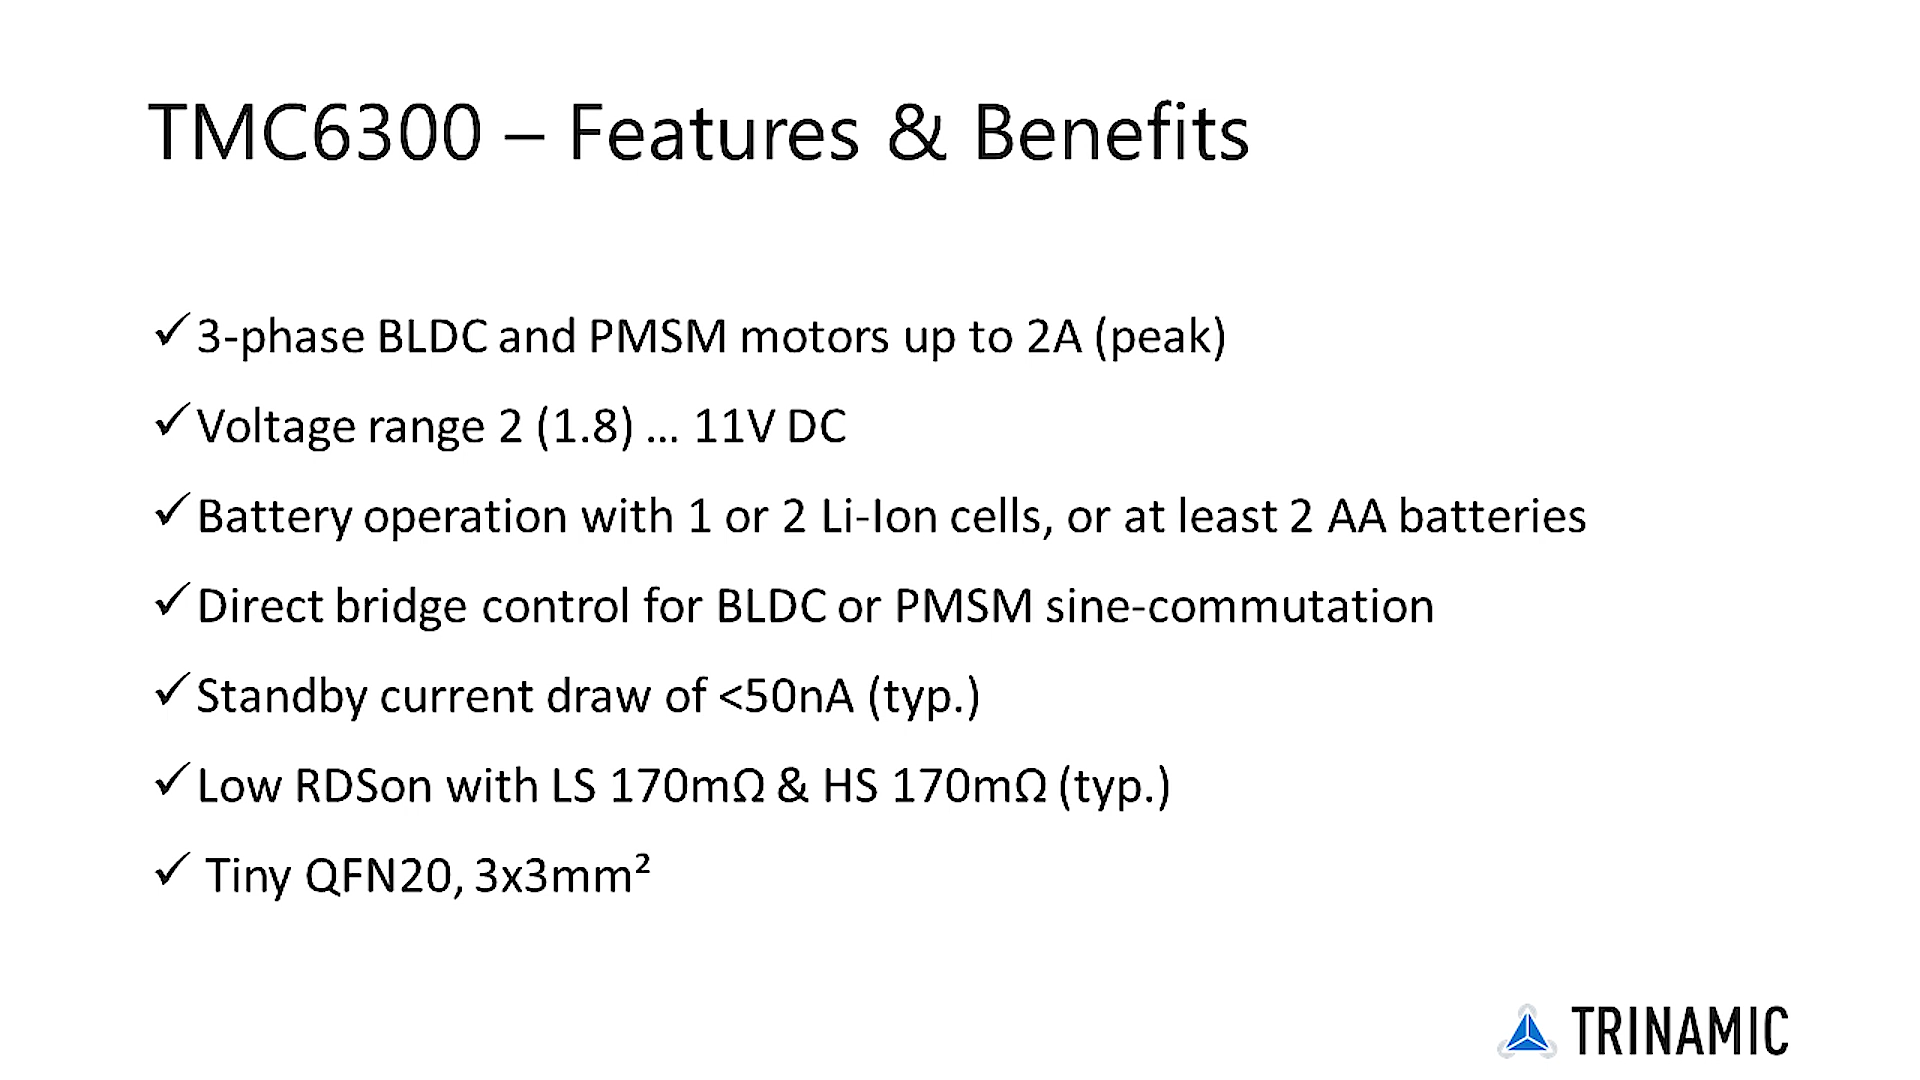 TMC6300 – Features & Benefits
✓3-phase BLDC and PMSM motors up to 2A (peak)
✓Voltage range 2 (1.8) … 11V DC
✓Battery operation with 1 or 2 Li-Ion cells, or at least 2 AA batteries
✓Direct bridge control for BLDC or PMSM sine-commutation
✓Standby current draw of <50nA (typ.)
✓Low RDSon with LS 170mΩ & HS 170mΩ (typ.)
✓ Tiny QFN20, 3x3mm²
TRINAMIC